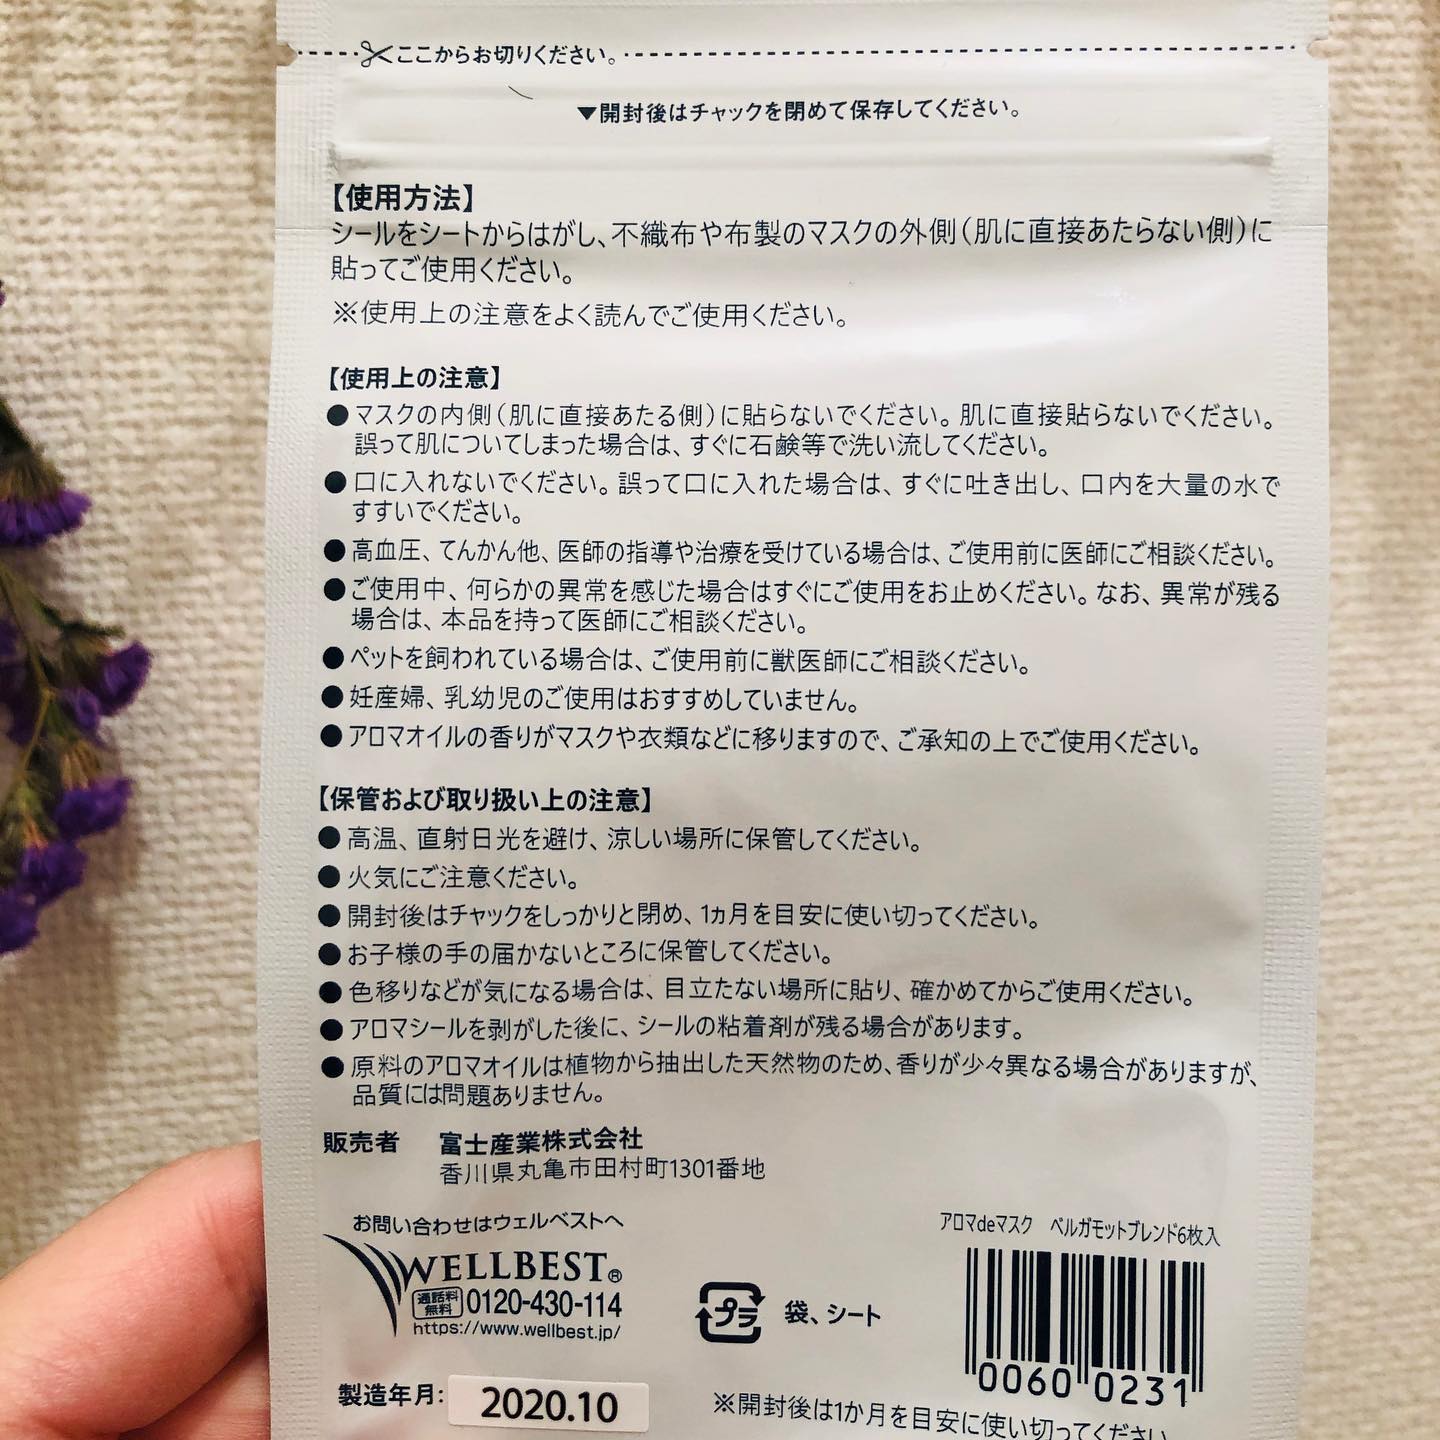 ここからお切りください。
▼開封後はチャックを閉めて保存してください。
【使用方法】
シールをシートからはがし、不織布や布製のマスクの外側(肌に直接あたらない側)に
貼ってご使用ください。
※使用上の注意をよく読んでご使用ください。
【使用上の注意】
●マスクの内側(肌に直接あたる側)に貼らないでください。肌に直接貼らないでください。
誤って肌についてしまった場合は、すぐに石鹸等で洗い流してください。
●口に入れないでください。誤って口に入れた場合は、すぐに吐き出し、口内を大量の水で
すすいでください。
●高血圧、てんかん他、医師の指導や治療を受けている場合は、ご使用前に医師にご相談ください。
●ご使用中、何らかの異常を感じた場合はすぐにご使用をお止めください。なお、異常が残る
場合は、本品を持って医師にご相談ください。
●ペットを飼われている場合は、ご使用前に獣医師にご相談ください。
●妊産婦、乳幼児のご使用はおすすめしていません。
●アロマオイルの香りがマスクや衣類などに移りますので、ご承知の上でご使用ください。
【保管および取り扱い上の注意】
●高温、直射日光を避け、涼しい場所に保管してください。
●火気にご注意ください。
●開封後はチャックをしっかりと閉め、1ヵ月を目安に使い切ってください。
●お子様の手の届かないところに保管してください。
●色移りなどが気になる場合は、目立たない場所に貼り、確かめてからご使用ください。
●アロマシールを剥がした後に、シールの粘着剤が残る場合があります。
●原料のアロマオイルは植物から抽出した天然物のため、香りが少々異なる場合がありますが、
品質には問題ありません。
販売者 富士産業株式会社
香川県丸亀市田村町1301番地
お問い合わせはウェルベストへ
WELLBEST®
通話料無料 0120-430-114
https://www.wellbest.jp/
プラ 袋、シート
アロマdeマスク ベルガモットブレンド6枚入
0060 0231
製造年月: 2020.10
※開封後は1か月を目安に使い切ってください。